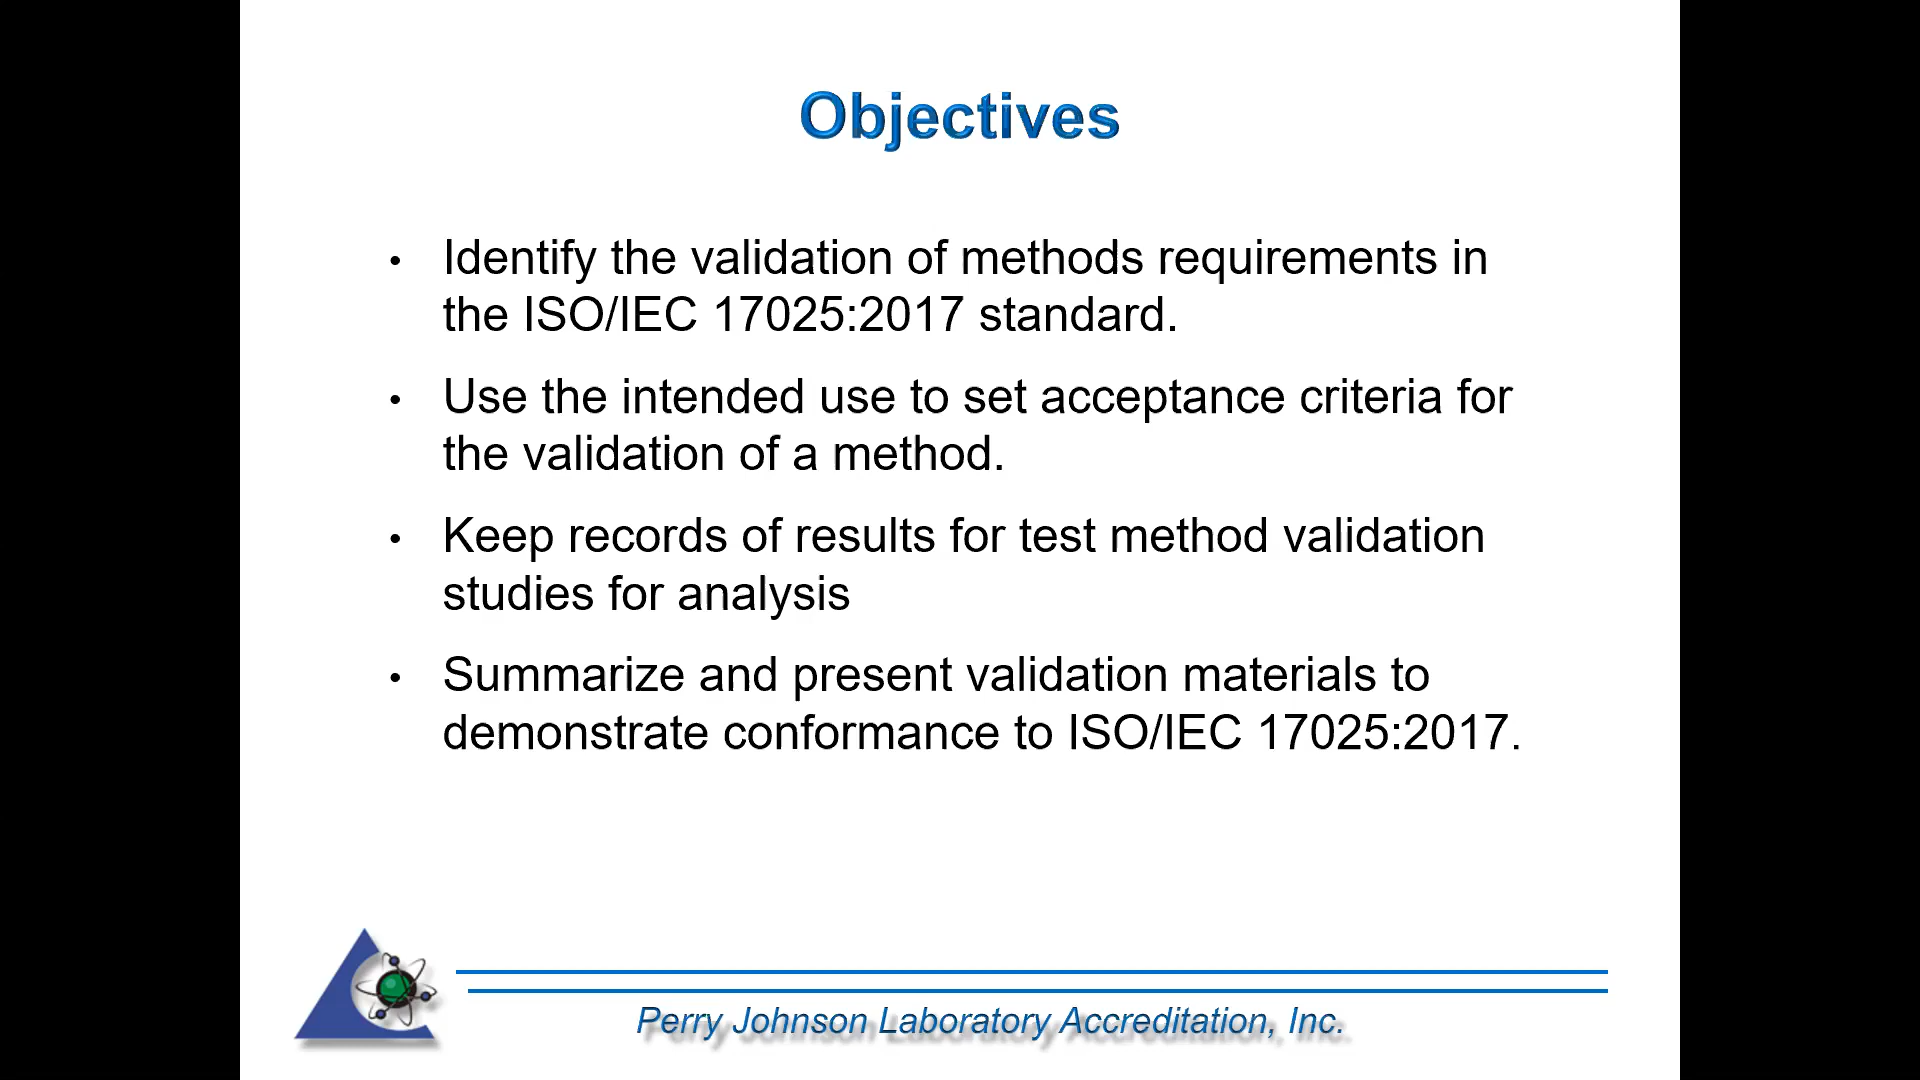 Objectives
• Identify the validation of methods requirements in
the ISO/IEC 17025:2017 standard.
• Use the intended use to set acceptance criteria for
the validation of a method.
• Keep records of results for test method validation
studies for analysis
• Summarize and present validation materials to
demonstrate conformance to ISO/IEC 17025:2017.
Perry Johnson Laboratory Accreditation, Inc.